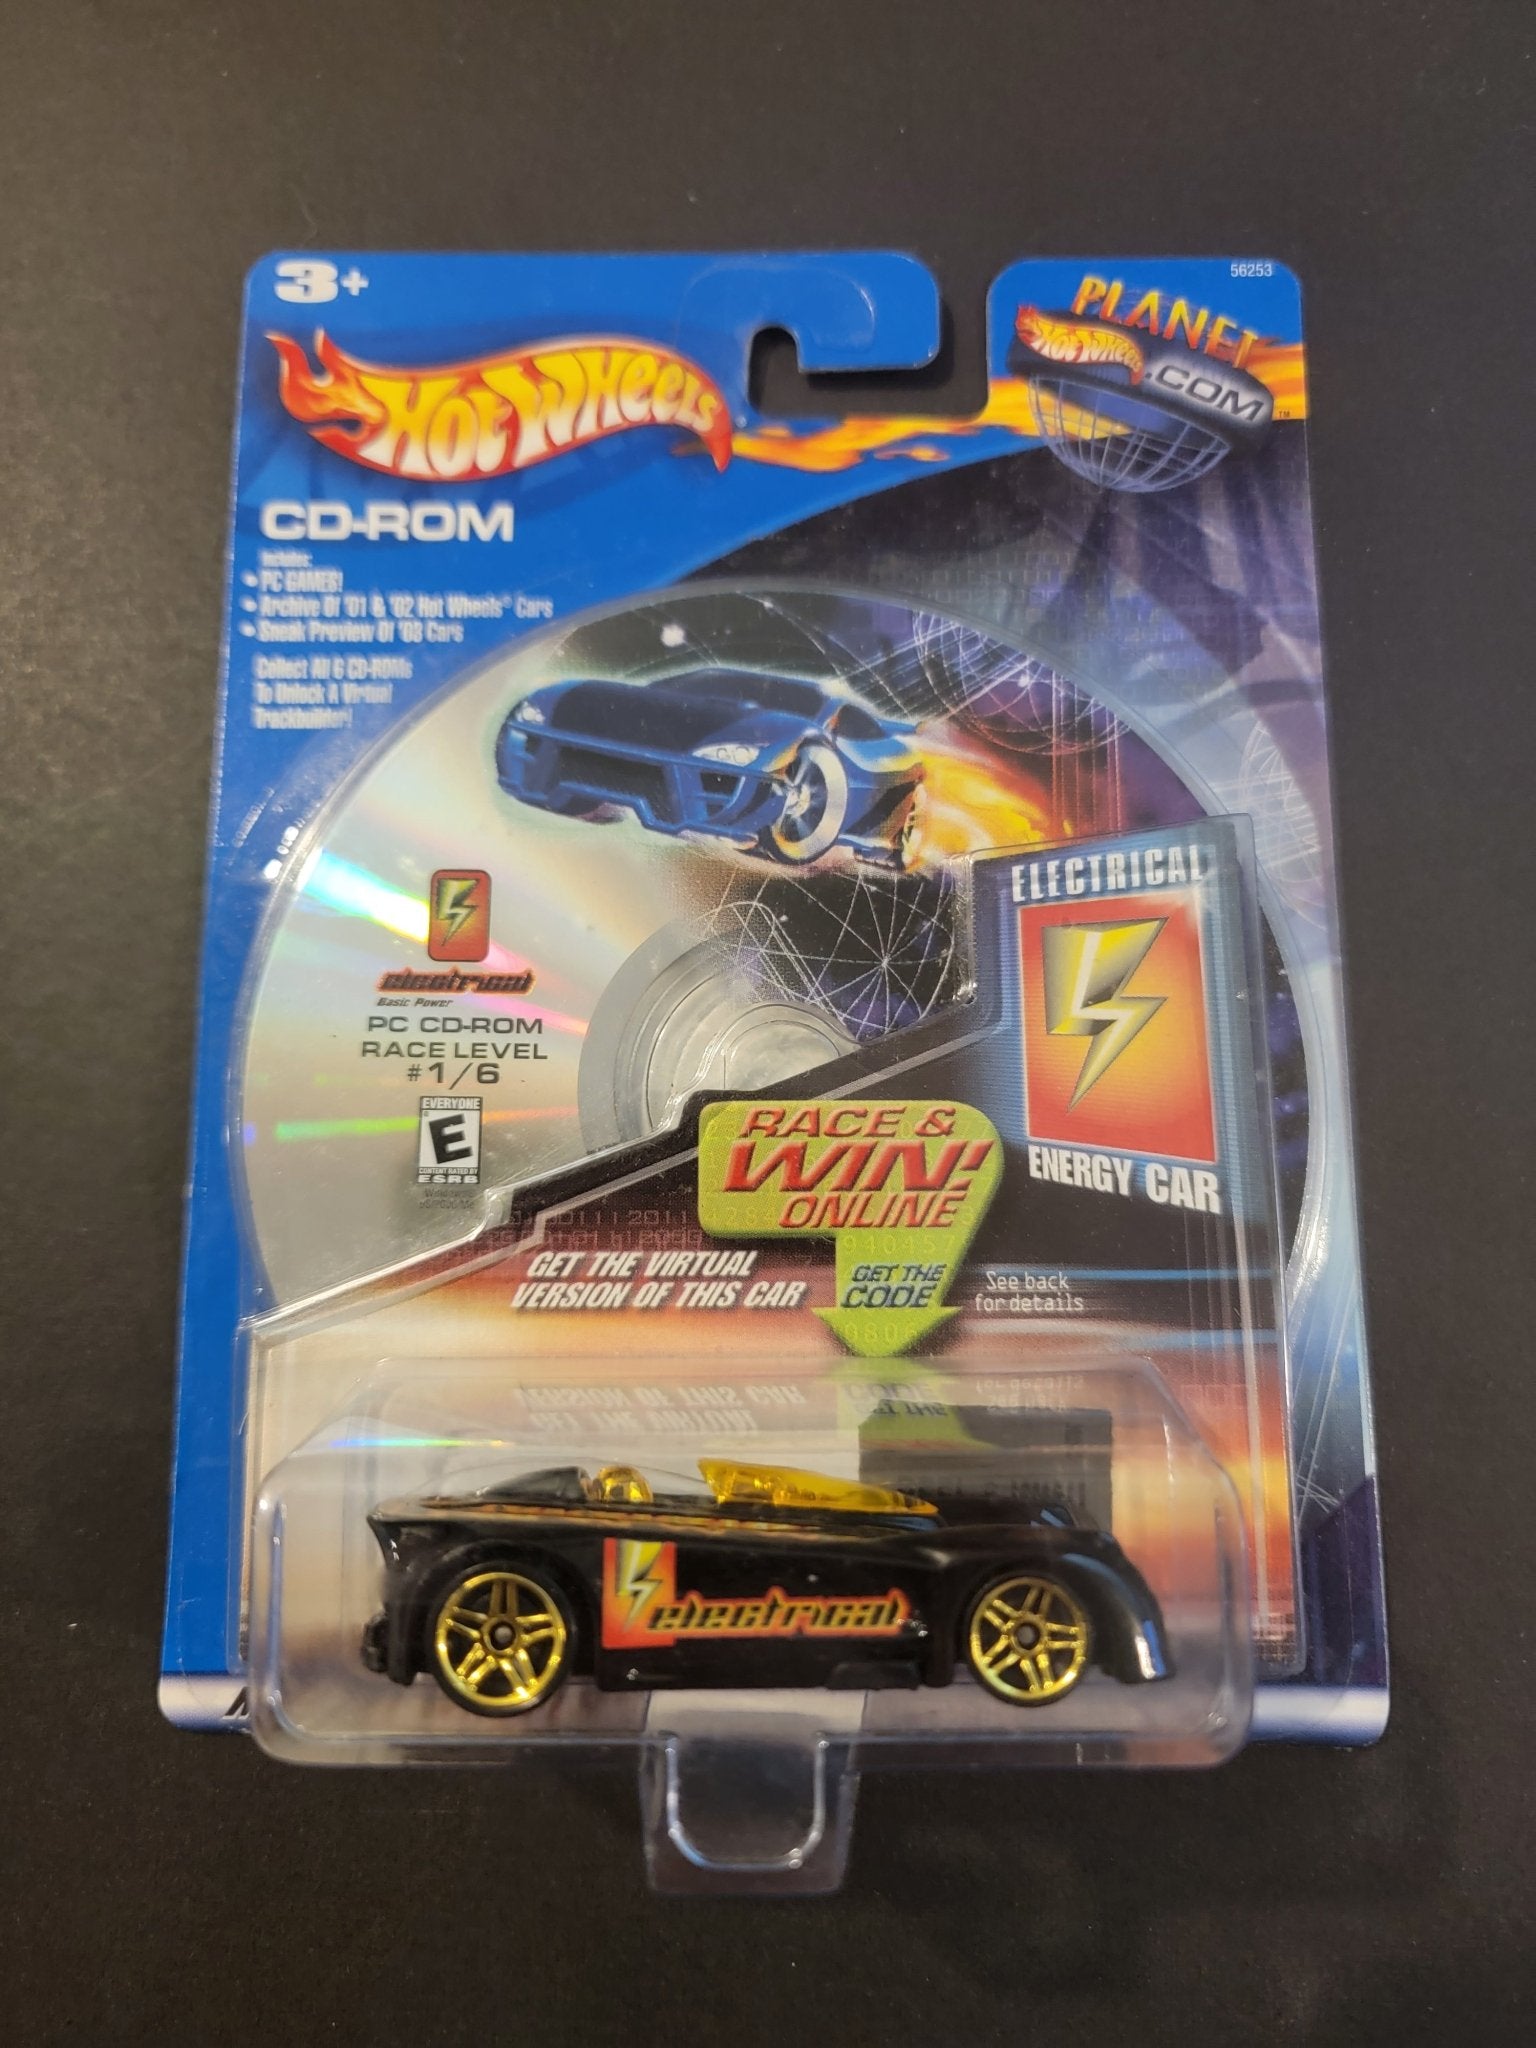 3+
56253
PLANET
Hot Wheels
.COM
TM
Hot Wheels
CD-ROM
Includes:
• PC GAMES!
• Archive Of '01 & '02 Hot Wheels® Cars
• Sneak Preview Of '03 Cars
Collect All 6 CD-ROMs
To Unlock A Virtual
Trackbuilder!
electrical
Basic Power
PC CD-ROM
RACE LEVEL
#1/6
EVERYONE
E
CONTENT RATED BY
ESRB
ELECTRICAL
ENERGY CAR
RACE &
WIN!
ONLINE
GET THE VIRTUAL
VERSION OF THIS CAR
GET THE
CODE
See back
for details
electrical